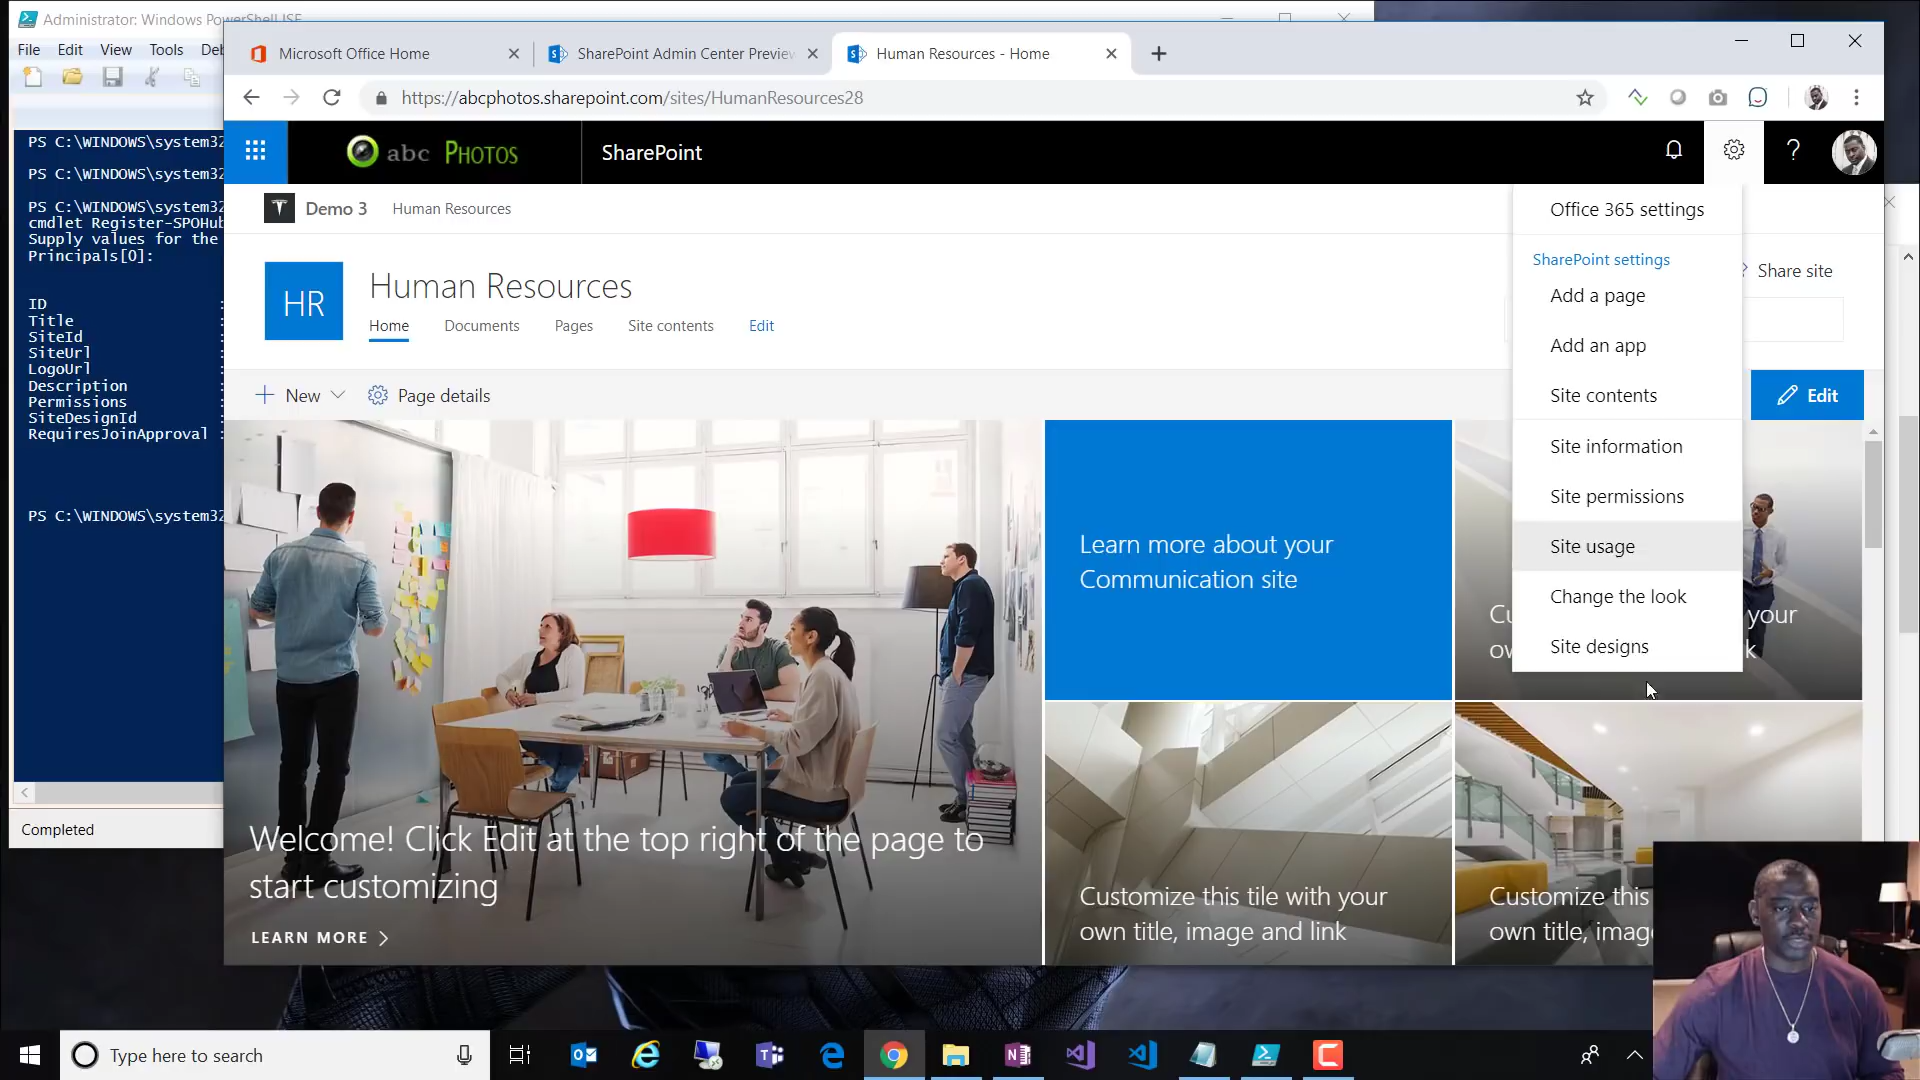 Administrator: Windows PowerShell ISE
File Edit View Tools Deb
Microsoft Office Home
SharePoint Admin Center Preview
Human Resources - Home
https://abcphotos.sharepoint.com/sites/HumanResources28
PS C:\WINDOWS\system32
PS C:\WINDOWS\system32
PS C:\WINDOWS\system32
cmdlet Register-SPOHub
Supply values for the
Principals[0]:
ID :
Title :
SiteId :
SiteUrl :
LogoUrl :
Description :
Permissions :
SiteDesignId :
RequiresJoinApproval :
PS C:\WINDOWS\system32
Completed
abc PHOTOS
SharePoint
?
Demo 3
Human Resources
HR
Human Resources
Home
Documents
Pages
Site contents
Edit
Share site
New
Page details
Edit
Office 365 settings
SharePoint settings
Add a page
Add an app
Site contents
Site information
Site permissions
Site usage
Change the look
Site designs
Welcome! Click Edit at the top right of the page to
start customizing
LEARN MORE
Learn more about your
Communication site
Cu your
ow k
Customize this tile with your
own title, image and link
Customize this
own title, imag
Type here to search